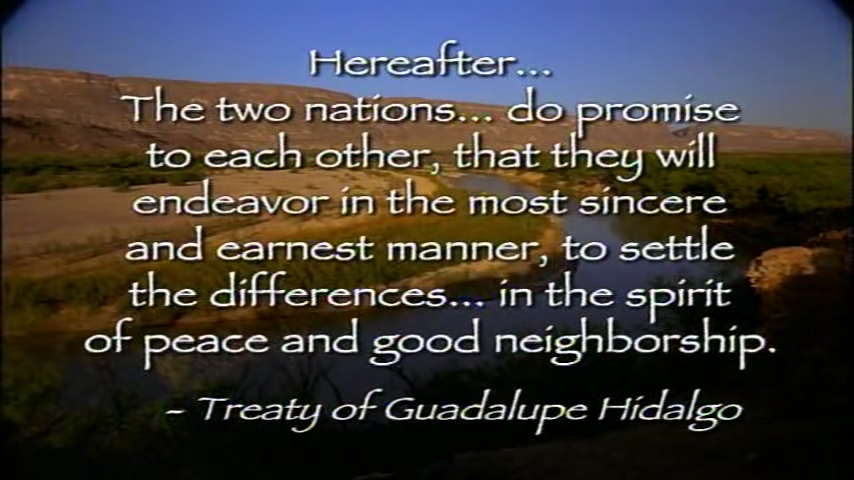 Hereafter...
The two nations... do promise
to each other, that they will
endeavor in the most sincere
and earnest manner, to settle
the differences... in the spirit
of peace and good neighborship.
- Treaty of Guadalupe Hidalgo